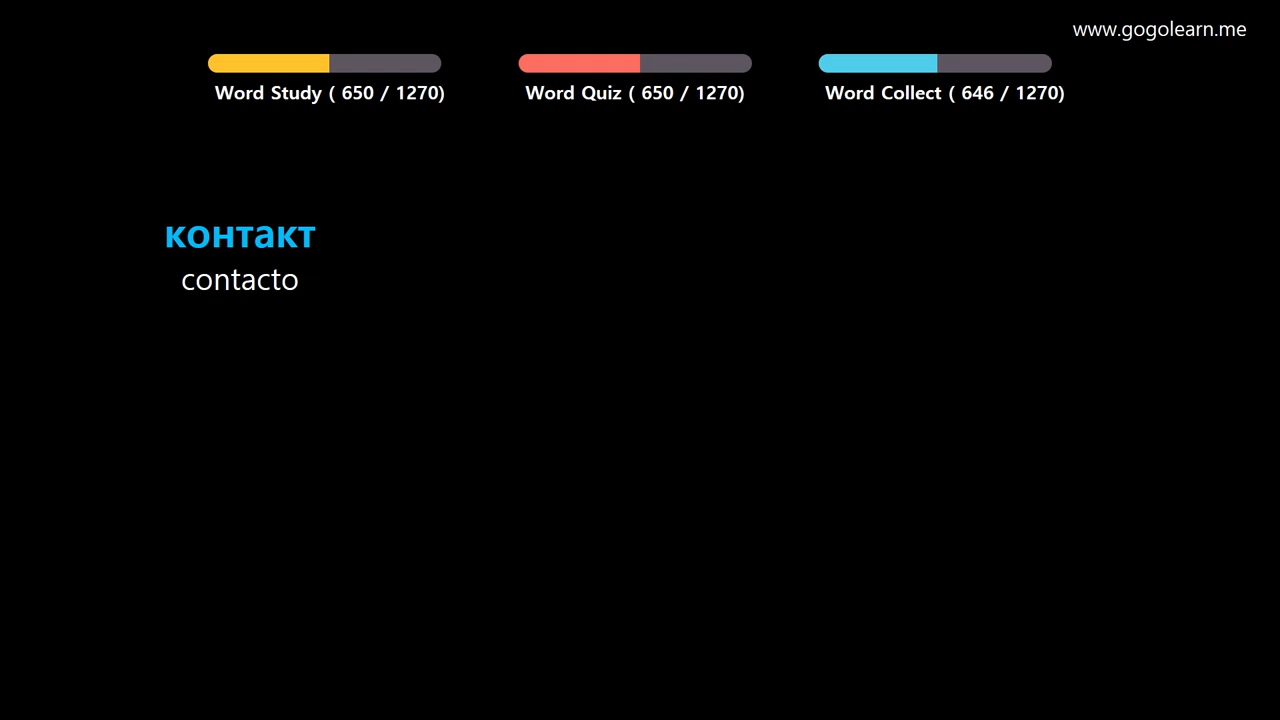 www.gogolearn.me
Word Study ( 650 / 1270)
Word Quiz ( 650 / 1270)
Word Collect ( 646 / 1270)
контакт
contacto